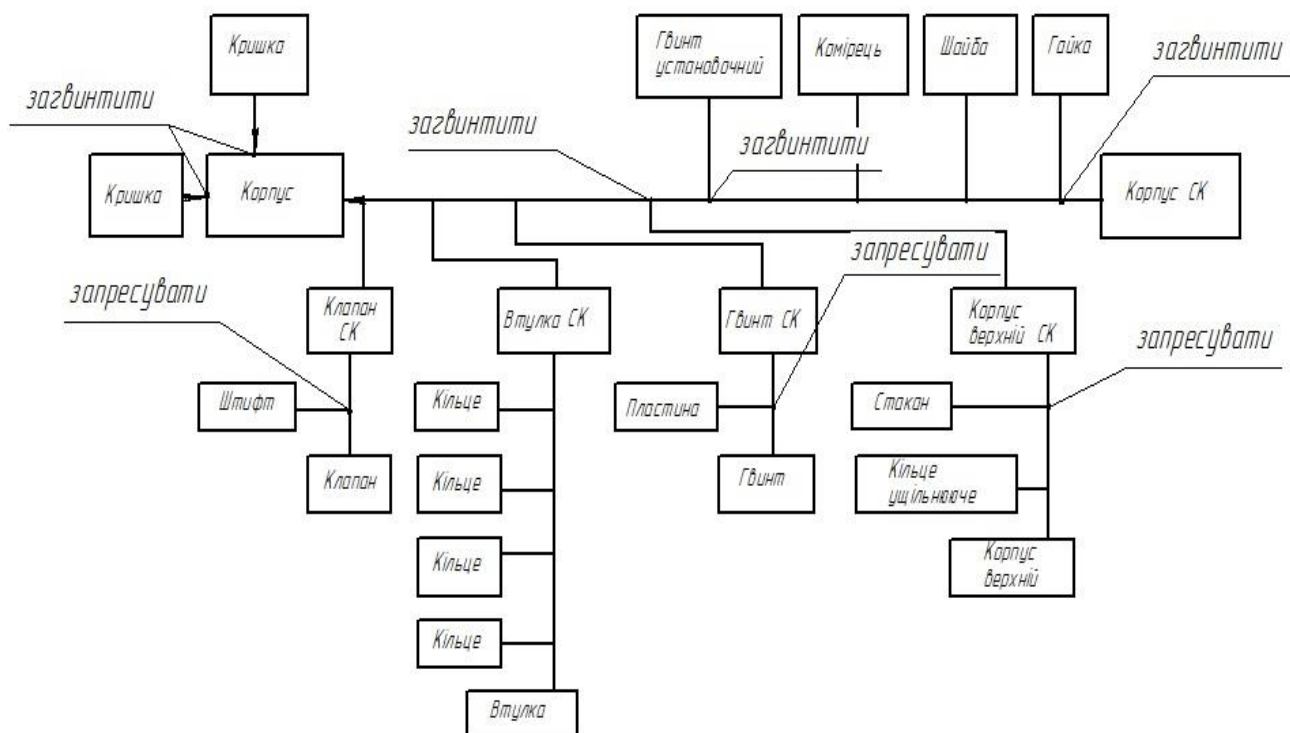 Кришка
Гвинт
установочний
Комірець
Шайба
Гайка
загвинтити
загвинтити
загвинтити
загвинтити
Кришка
Корпус
Корпус СК
запресувати
запресувати
запресувати
Клапан
СК
Втулка СК
Гвинт СК
Корпус
верхній СК
Штифт
Кільце
Пластина
Стакан
Клапан
Кільце
Гвинт
Кільце
ущільнююче
Кільце
Корпус
верхній
Кільце
Втулка